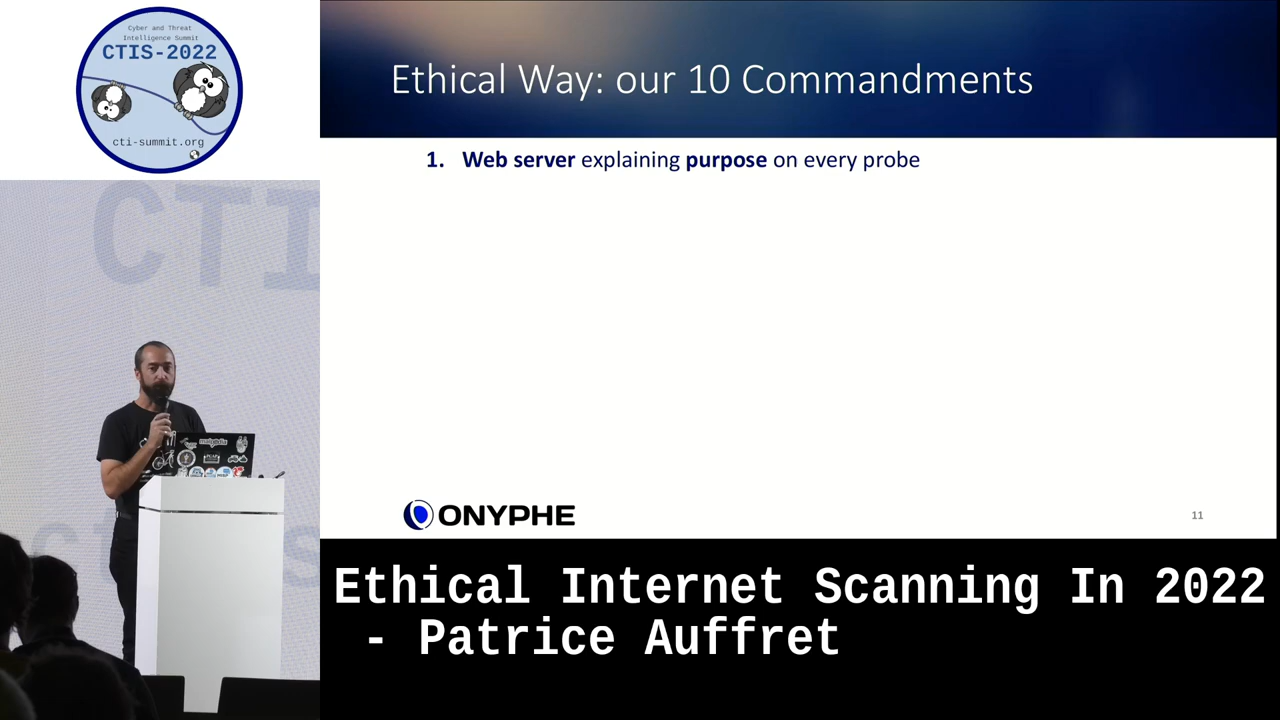 Cyber and Threat
Intelligence Summit
CTIS-2022
cti-summit.org
CTI
Ethical Way: our 10 Commandments
1. Web server explaining purpose on every probe
ONYPHE
11
Ethical Internet Scanning In 2022
- Patrice Auffret